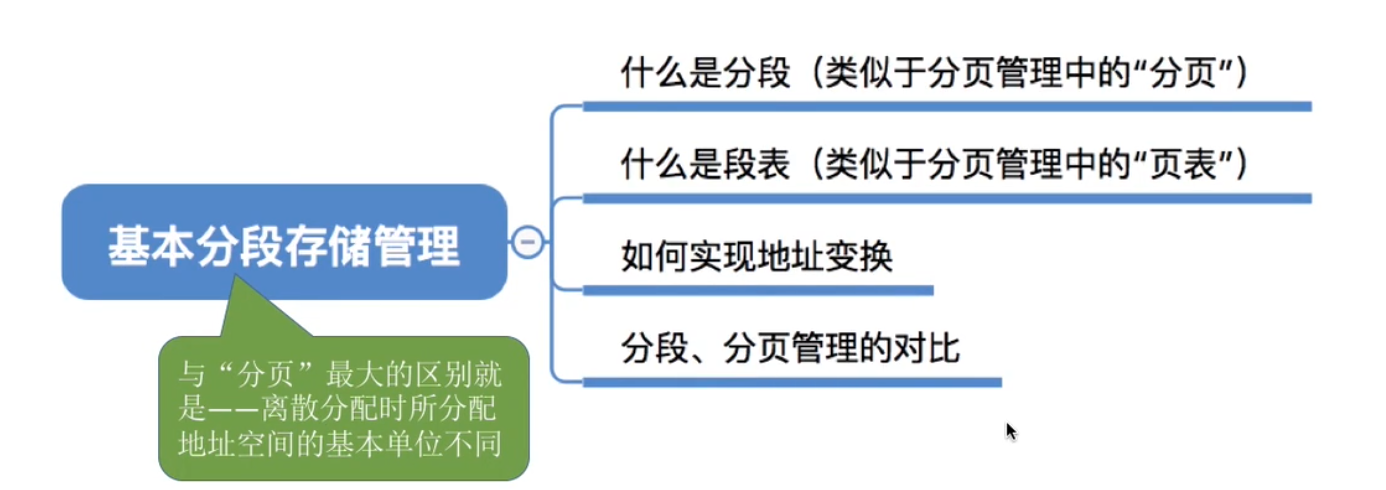 什么是分段（类似于分页管理中的“分页”）
什么是段表（类似于分页管理中的“页表”）
基本分段存储管理
如何实现地址变换
分段、分页管理的对比
与“分页”最大的区别就
是——离散分配时所分配
地址空间的基本单位不同